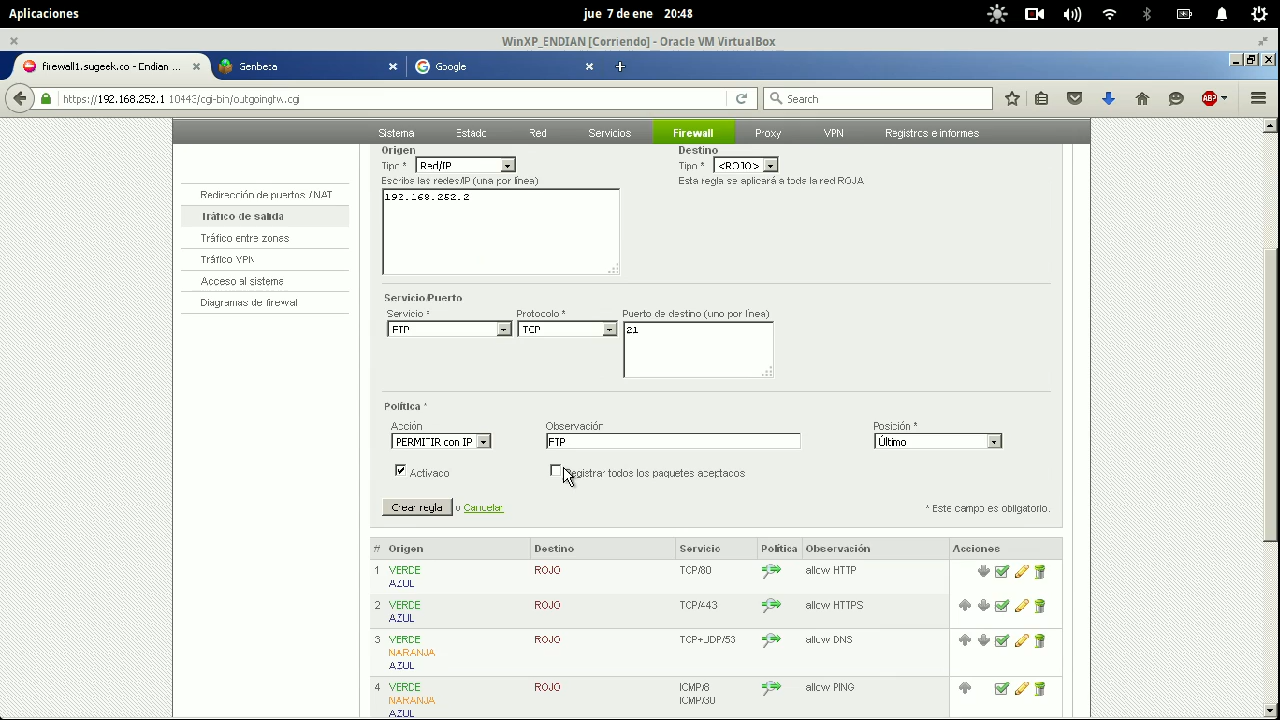 Aplicaciones
jue 7 de ene 20:48
WinXP_ENDIAN [Corriendo] - Oracle VM VirtualBox
firewall1.sugeek.co - Endian ...
Genbeta
Google
https://192.168.252.1:10443/cgi-bin/outgoingfw.cgi
Search
ABP
Sistema
Estado
Red
Servicios
Firewall
Proxy
VPN
Registros e informes
Redirección de puertos / NAT
Tráfico de salida
Tráfico entre zonas
Tráfico VPN
Acceso al sistema
Diagramas de firewall
Origen
Destino
Tipo * Red/IP
Tipo * <ROJO>
Escriba las redes/IP (una por línea)
Esta regla se aplicará a toda la red ROJA
192.168.252.2
Servicio/Puerto
Servicio *
Protocolo *
Puerto de destino (uno por línea)
FTP
TCP
21
Política *
Acción
Observación
Posición *
PERMITIR con IP
FTP
Último
Activado
Registrar todos los paquetes aceptados
Crear regla o Cancelar
* Este campo es obligatorio.
# Origen Destino Servicio Política Observación Acciones
1 VERDE ROJO TCP/80 allow HTTP
AZUL
2 VERDE ROJO TCP/443 allow HTTPS
AZUL
3 VERDE ROJO TCP+UDP/53 allow DNS
NARANJA
AZUL
4 VERDE ROJO ICMP/8 allow PING
NARANJA ICMP/30
AZUL